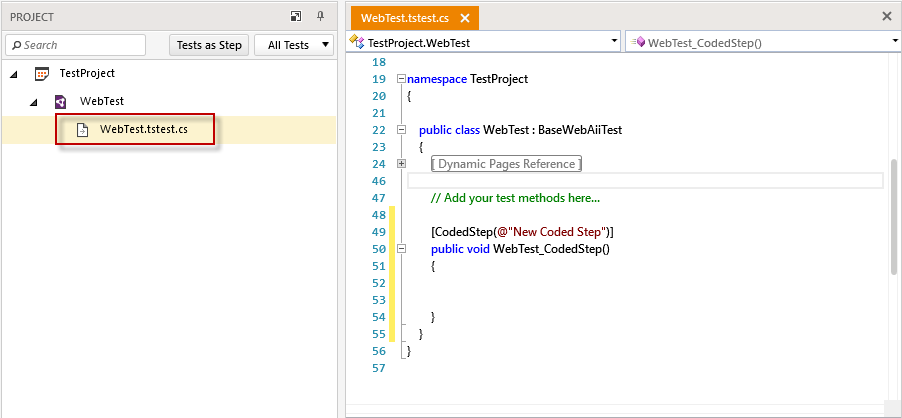 PROJECT
Search
Tests as Step
All Tests
TestProject
WebTest
WebTest.tstest.cs
WebTest.tstest.cs
TestProject.WebTest
WebTest_CodedStep()
18
19 namespace TestProject
20 {
21
22 public class WebTest : BaseWebAiiTest
23 {
24 [ Dynamic Pages Reference ]
46
47 // Add your test methods here...
48
49 [CodedStep(@"New Coded Step")]
50 public void WebTest_CodedStep()
51 {
52
53
54 }
55 }
56 }
57